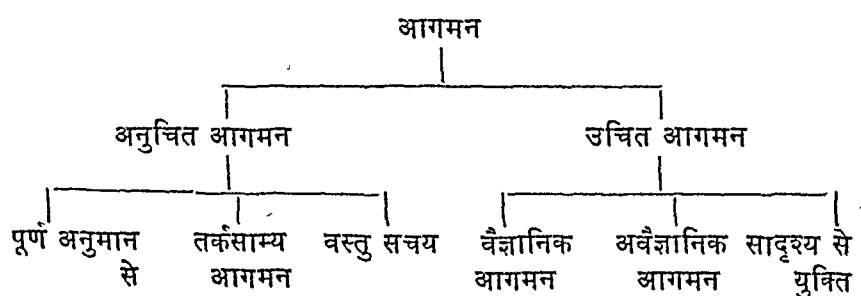 आगमन
अनुचित आगमन उचित आगमन
पूर्ण अनुमान तर्कसाम्य वस्तु सचय वैज्ञानिक अवैज्ञानिक सादृश्य से
से आगमन आगमन आगमन युक्ति